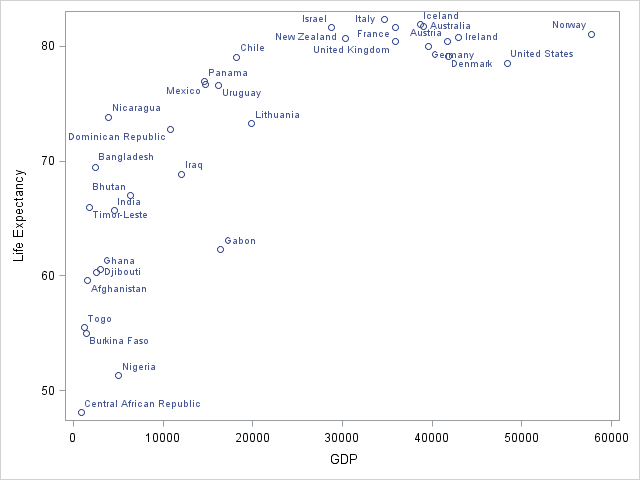 Iceland
Israel
Italy
Norway
Australia
Austria
New Zealand
France
Ireland
80
Chile
United Kingdom
Germany
United States
Denmark
Panama
Mexico
Uruguay
Nicaragua
Lithuania
Dominican Republic
Bangladesh
70
Iraq
Bhutan
India
Timor-Leste
Life Expectancy
Gabon
Ghana
60
Djibouti
Afghanistan
Togo
Burkina Faso
Nigeria
50
Central African Republic
0 10000 20000 30000 40000 50000 60000
GDP